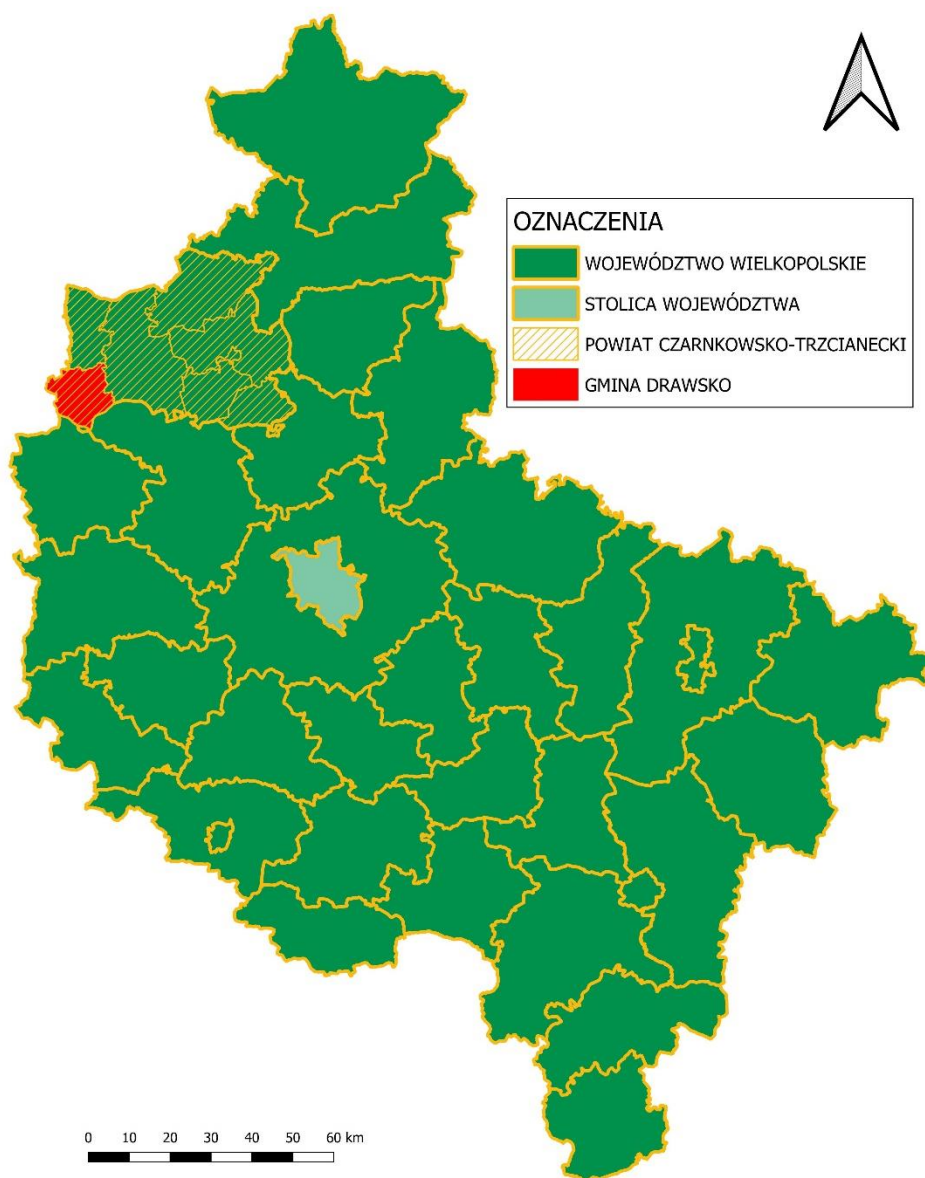 OZNACZENIA
WOJEWÓDZTWO WIELKOPOLSKIE
STOLICA WOJEWÓDZTWA
POWIAT CZARNKOWSKO-TRZCIANECKI
GMINA DRAWSKO
0 10 20 30 40 50 60 km